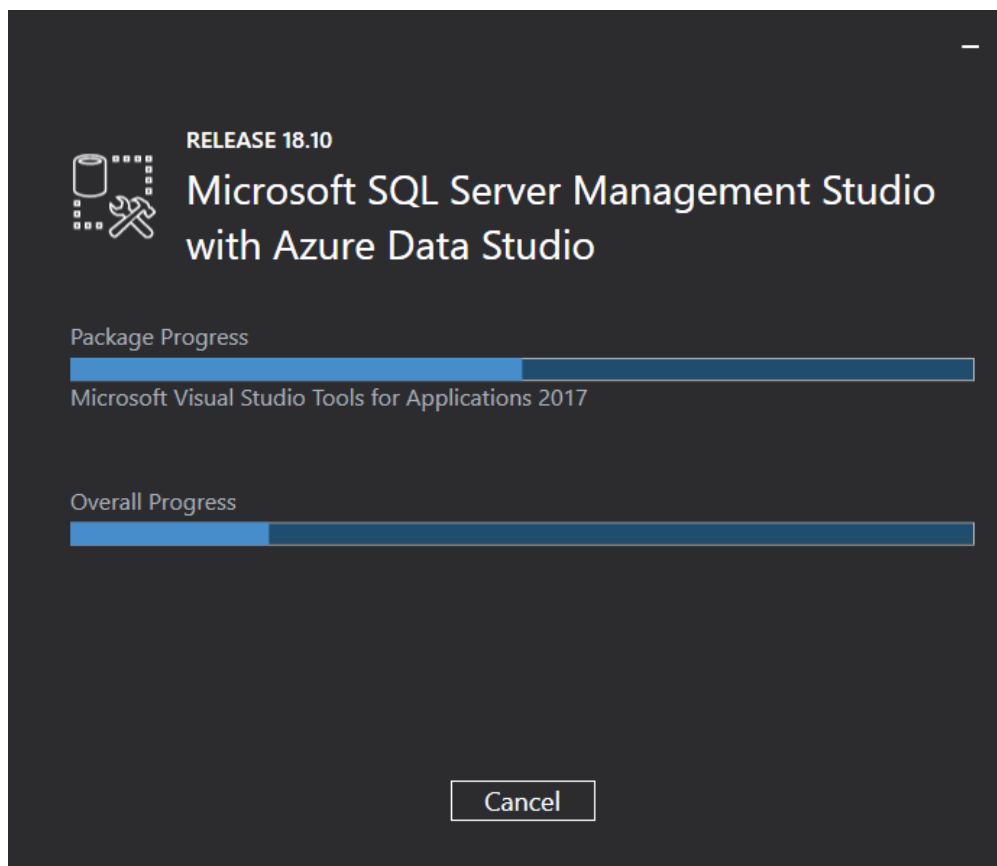 RELEASE 18.10
Microsoft SQL Server Management Studio
with Azure Data Studio
Package Progress
Microsoft Visual Studio Tools for Applications 2017
Overall Progress
Cancel